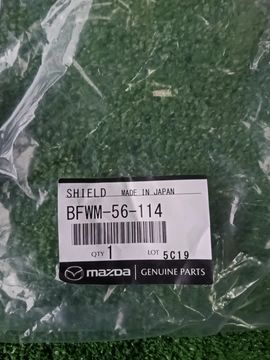 SHIELD MADE IN JAPAN
BFWM-56-114
QTY 1 LOT 5C19
mazda GENUINE PARTS